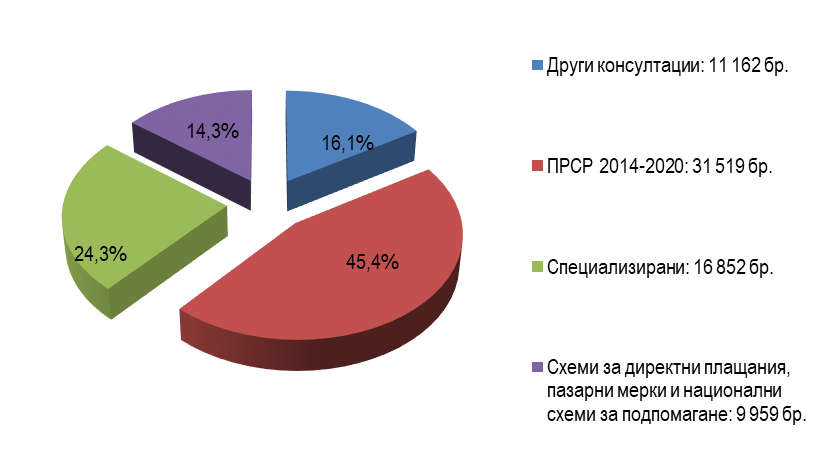 Други консултации: 11 162 бр.
14,3%
16,1%
ПРСР 2014-2020: 31 519 бр.
24,3%
45,4%
Специализирани: 16 852 бр.
Схеми за директни плащания,
пазарни мерки и национални
схеми за подпомагане: 9 959 бр.